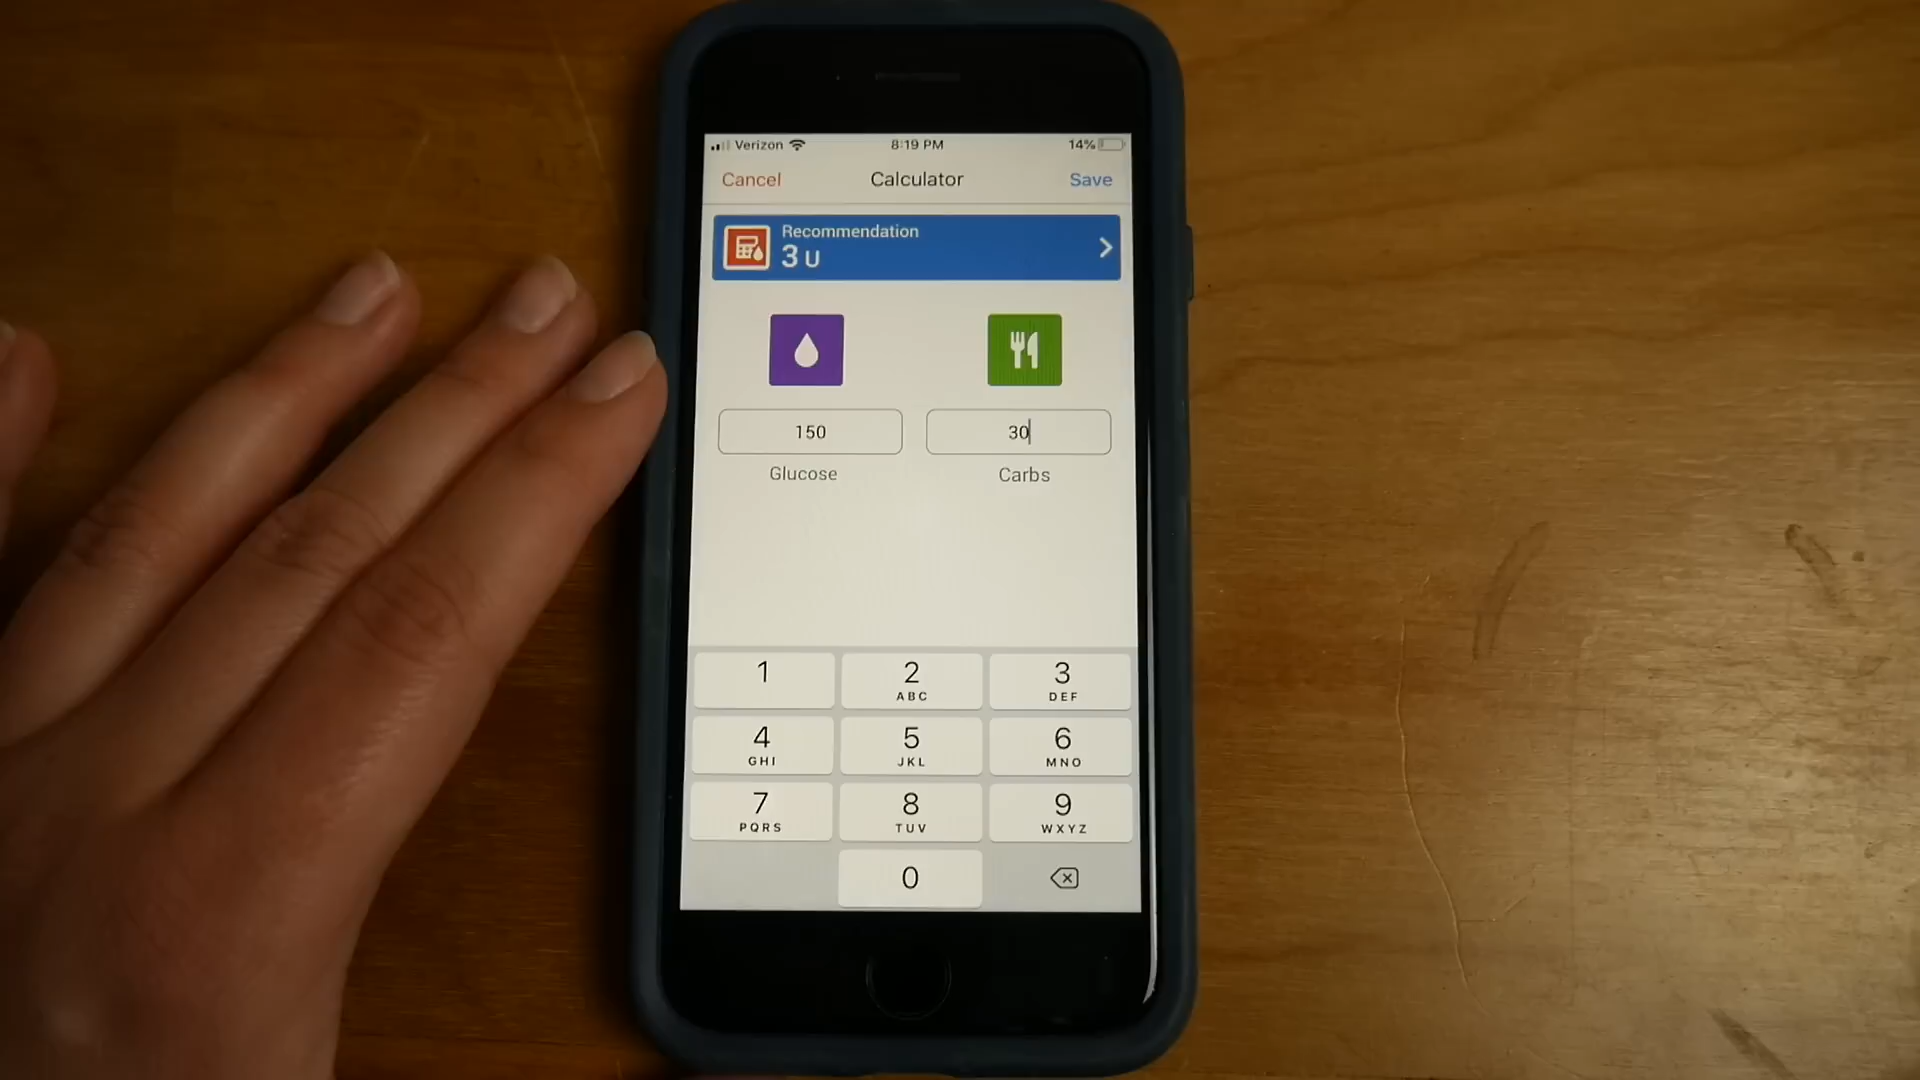 Verizon 8:19 PM 14%
Cancel Calculator Save
Recommendation
3 U
150 30
Glucose Carbs
1 2 3
ABC DEF
4 5 6
GHI JKL MNO
7 8 9
PQRS TUV WXYZ
0